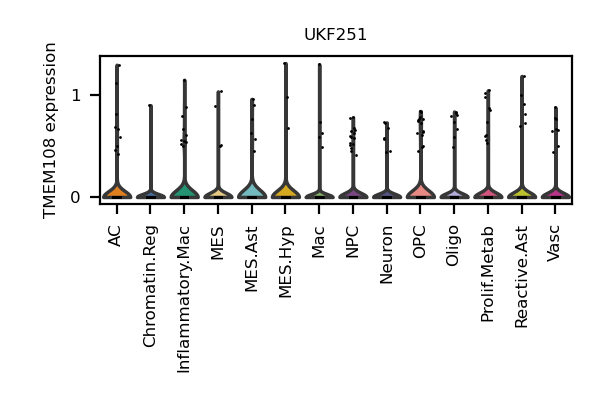 UKF251
TMEM108 expression
1
0
AC
Chromatin.Reg
Inflammatory.Mac
MES
MES.Ast
MES.Hyp
Mac
NPC
Neuron
OPC
Oligo
Prolif.Metab
Reactive.Ast
Vasc